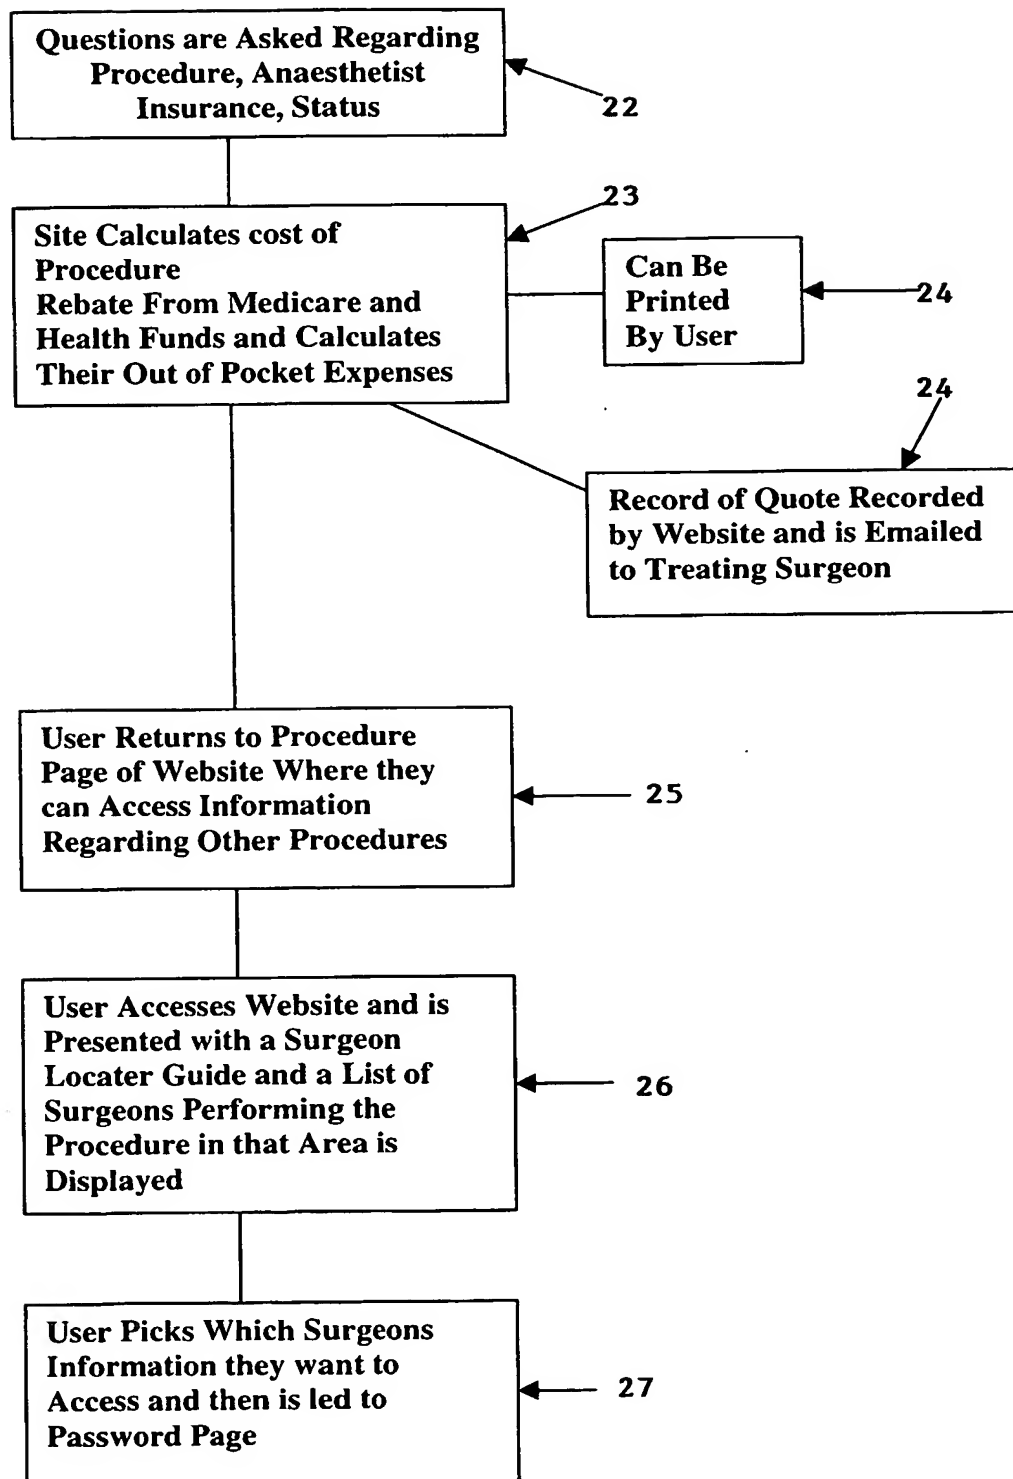 Questions are Asked Regarding
Procedure, Anaesthetist
Insurance, Status
22
23
Site Calculates cost of
Procedure
Rebate From Medicare and
Health Funds and Calculates
Their Out of Pocket Expenses
Can Be
Printed
By User
24
24
Record of Quote Recorded
by Website and is Emailed
to Treating Surgeon
User Returns to Procedure
Page of Website Where they
can Access Information
Regarding Other Procedures
25
User Accesses Website and is
Presented with a Surgeon
Locater Guide and a List of
Surgeons Performing the
Procedure in that Area is
Displayed
26
User Picks Which Surgeons
Information they want to
Access and then is led to
Password Page
27